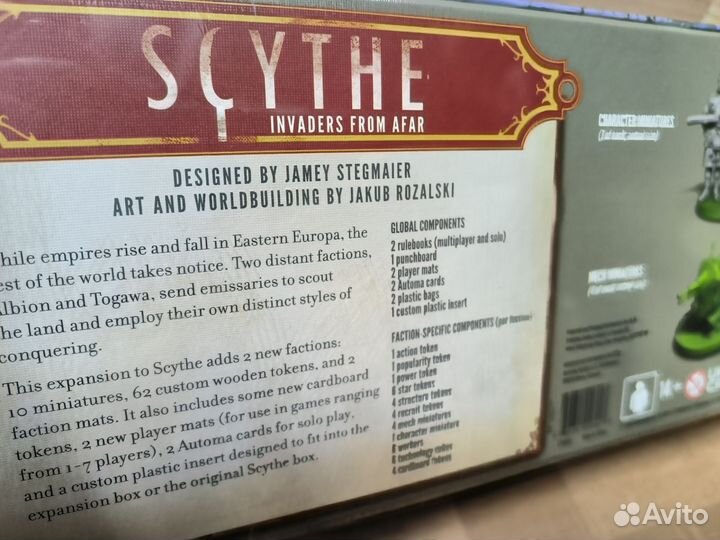 SCYTHE
INVADERS FROM AFAR
DESIGNED BY JAMEY STEGMAIER
ART AND WORLDBUILDING BY JAKUB ROZALSKI
hile empires rise and fall in Eastern Europa, the
est of the world takes notice. Two distant factions,
Albion and Togawa, send emissaries to scout
the land and employ their own distinct styles of
conquering.
This expansion to Scythe adds 2 new factions:
10 miniatures, 62 custom wooden tokens, and 2
faction mats. It also includes some new cardboard
tokens, 2 new player mats (for use in games ranging
from 1-7 players), 2 Automa cards for solo play,
and a custom plastic insert designed to fit into the
expansion box or the original Scythe box.
GLOBAL COMPONENTS
2 rulebooks (multiplayer and solo)
1 punchboard
2 player mats
2 Automa cards
2 plastic bags
1 custom plastic insert
FACTION-SPECIFIC COMPONENTS (per faction)
1 action token
1 popularity token
1 power token
6 star tokens
4 structure tokens
4 recruit tokens
4 mech miniatures
1 character miniature
8 workers
6 technology cubes
4 cardboard tokens
CHARACTER MINIATURES
MECH MINIATURES
14+
Avito